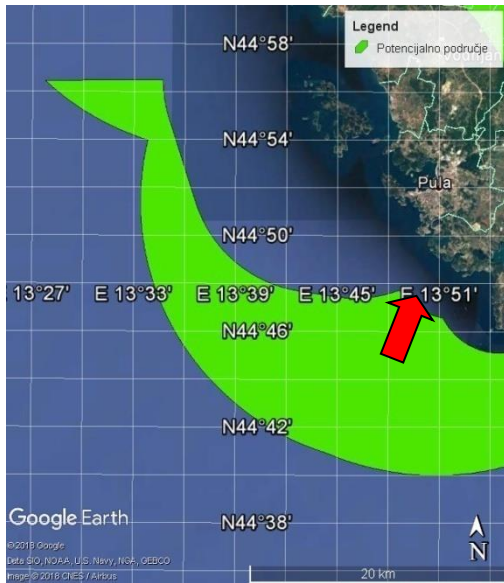 Legend
Potencijalno područje
Vodnjan
N44°58'
N44°54'
Pula
N44°50'
E 13°27' E 13°33' E 13°39' E 13°45' E 13°51'
N44°46'
N44°42'
Google Earth
N44°38'
©2018 Google
Data SIO, NOAA, U.S. Navy, NGA, GEBCO
Image © 2018 CNES / Airbus
N
20 km